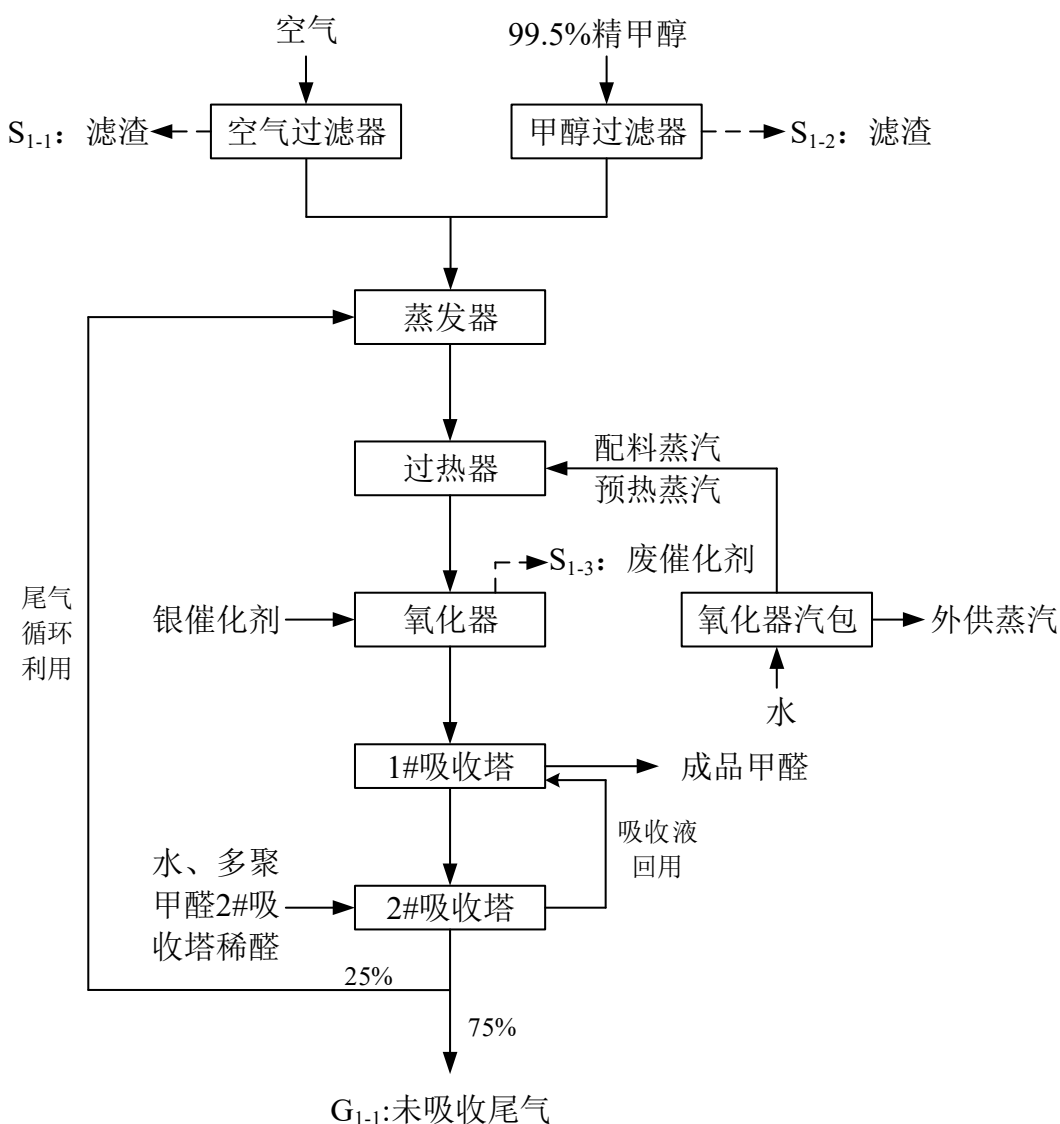 空气
99.5%精甲醇
S1-1：滤渣
空气过滤器
甲醇过滤器
S1-2：滤渣
蒸发器
过热器
配料蒸汽
预热蒸汽
S1-3：废催化剂
尾气
循环
利用
银催化剂
氧化器
氧化器汽包
外供蒸汽
水
1#吸收塔
成品甲醛
吸收液
回用
水、多聚
甲醛2#吸
收塔稀醛
2#吸收塔
25%
75%
G1-1:未吸收尾气